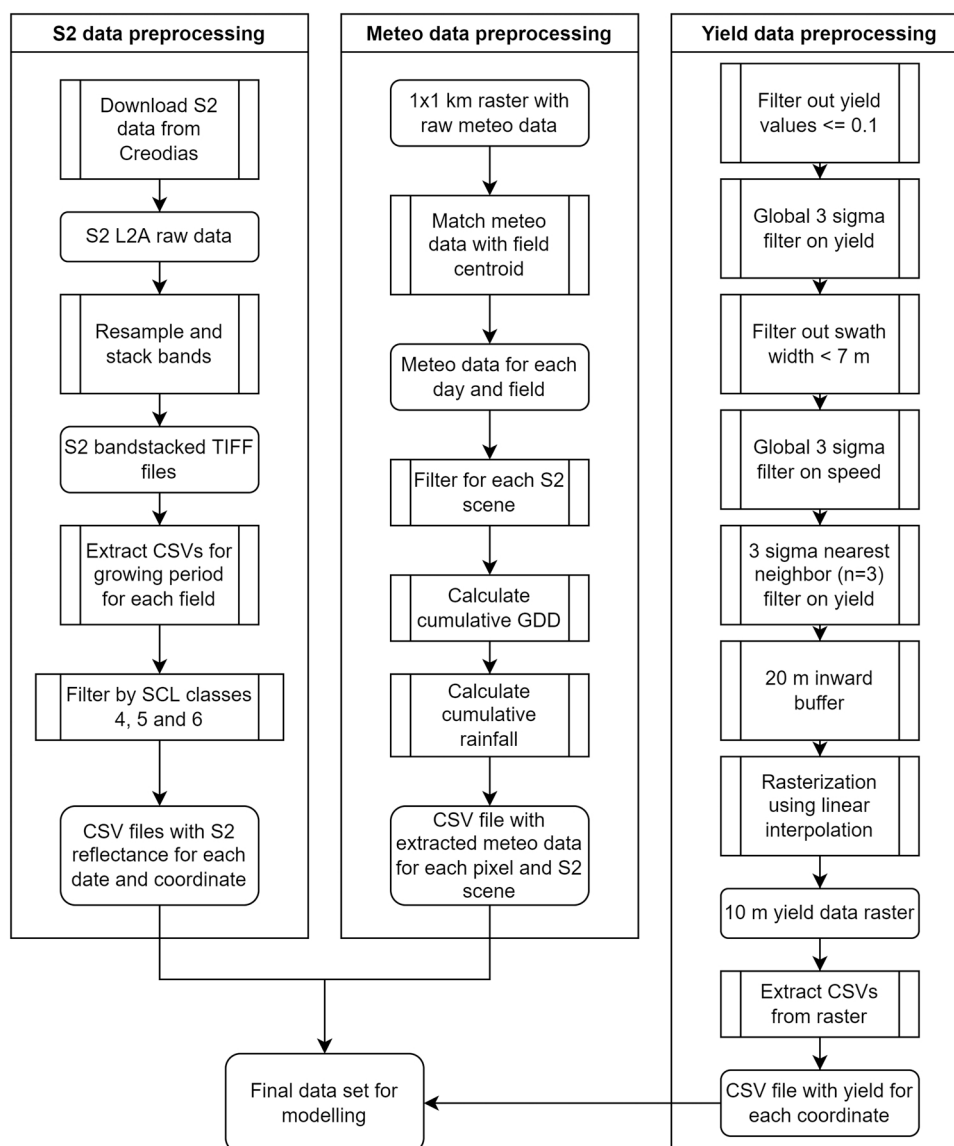 S2 data preprocessing
Download S2
data from
Creodias
S2 L2A raw data
Resample and
stack bands
S2 bandstacked TIFF
files
Extract CSVs for
growing period
for each field
Filter by SCL classes
4, 5 and 6
CSV files with S2
reflectance for each
date and coordinate
Meteo data preprocessing
1x1 km raster with
raw meteo data
Match meteo
data with field
centroid
Meteo data for each
day and field
Filter for each S2
scene
Calculate
cumulative GDD
Calculate
cumulative
rainfall
CSV file with
extracted meteo data
for each pixel and S2
scene
Yield data preprocessing
Filter out yield
values <= 0.1
Global 3 sigma
filter on yield
Filter out swath
width < 7 m
Global 3 sigma
filter on speed
3 sigma nearest
neighbor (n=3)
filter on yield
20 m inward
buffer
Rasterization
using linear
interpolation
10 m yield data raster
Extract CSVs
from raster
CSV file with yield for
each coordinate
Final data set for
modelling